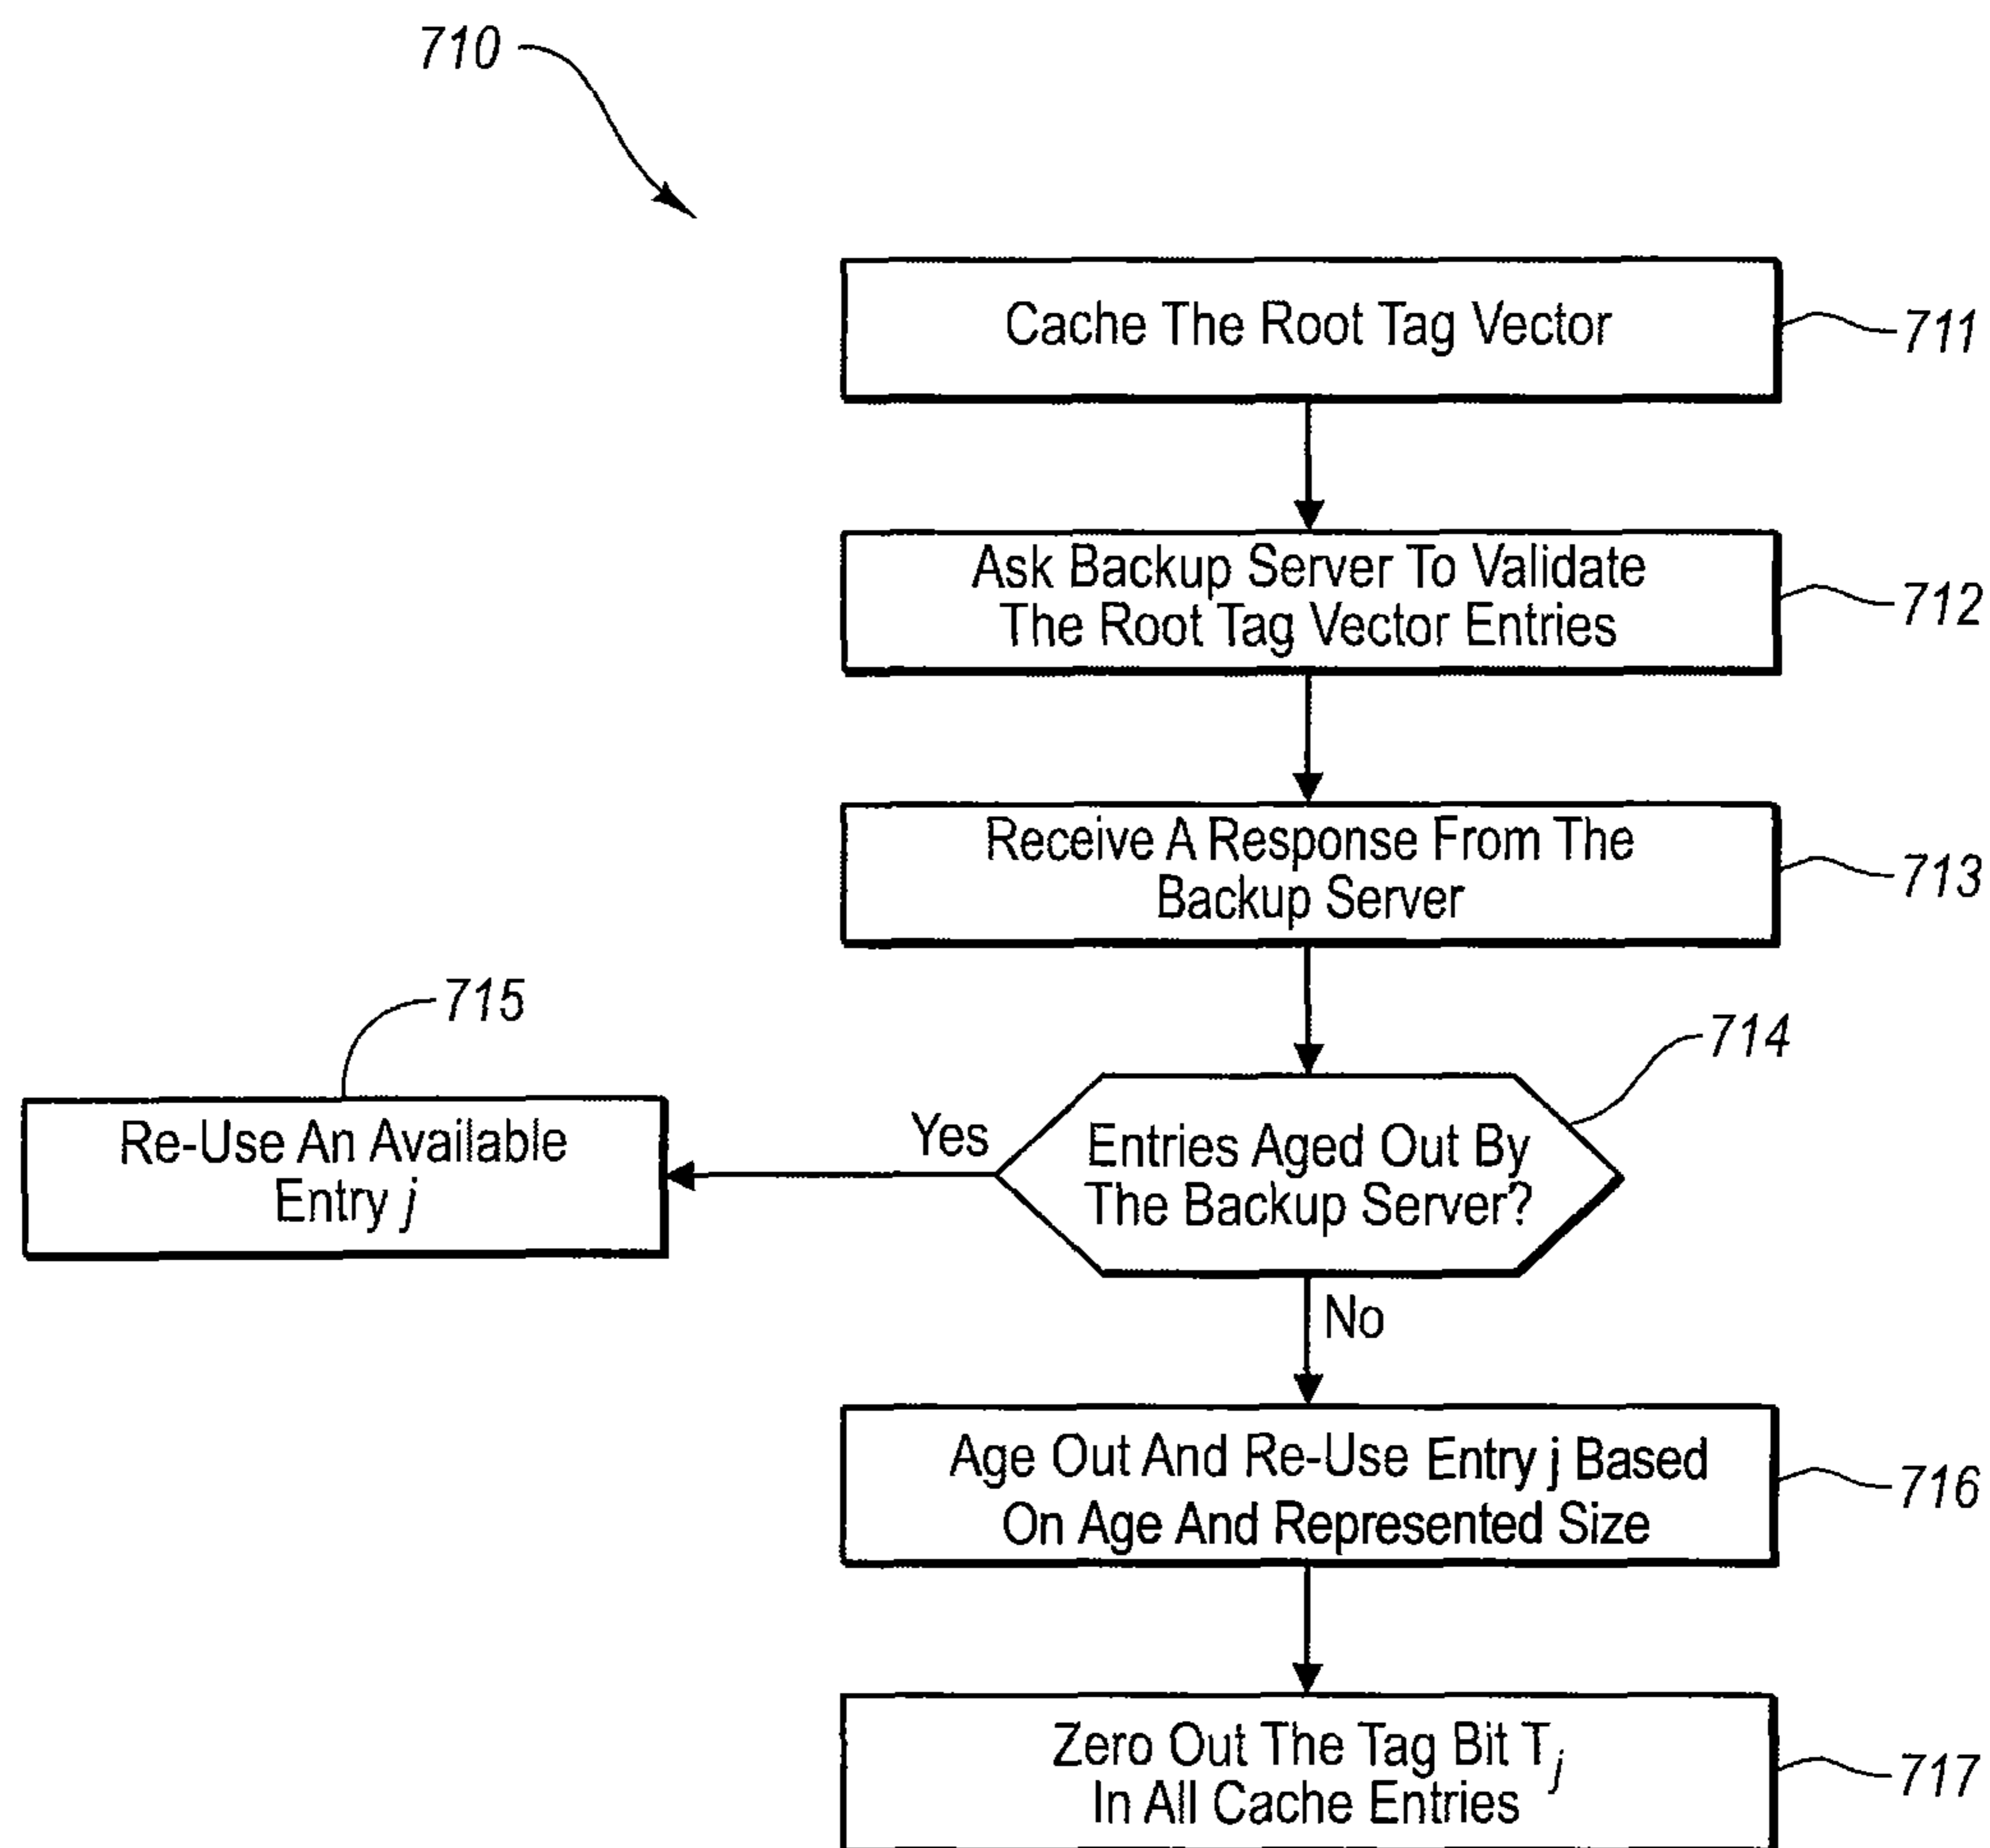 710
Cache The Root Tag Vector
711
Ask Backup Server To Validate
The Root Tag Vector Entries
712
Receive A Response From The
Backup Server
713
714
Entries Aged Out By
The Backup Server?
Yes
715
Re-Use An Available
Entry j
No
Age Out And Re-Use Entry j Based
On Age And Represented Size
716
Zero Out The Tag Bit Tj
In All Cache Entries
717